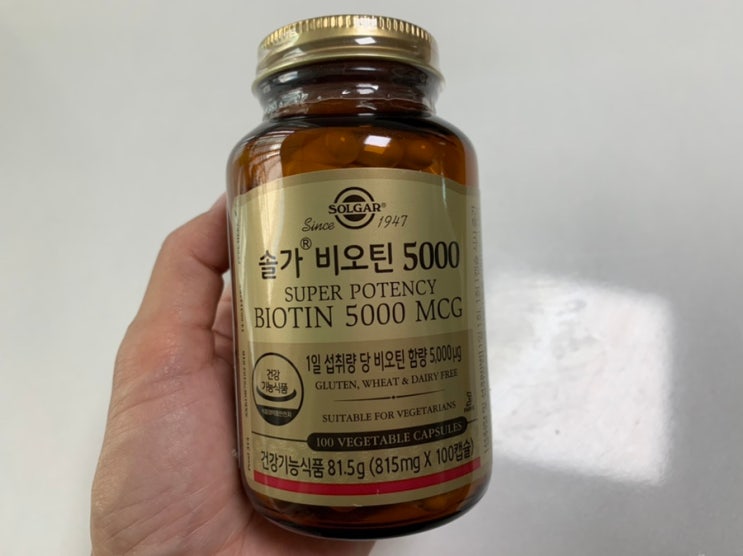 SOLGAR®
Since 1947
솔가® 비오틴 5000
SUPER POTENCY
BIOTIN 5000 MCG
1일 섭취량 당 비오틴 함량 5,000µg
건강
기능식품
GLUTEN, WHEAT & DAIRY FREE
SUITABLE FOR VEGETARIANS
100 VEGETABLE CAPSULES
건강기능식품 81.5g (815mg X 100캡슐)